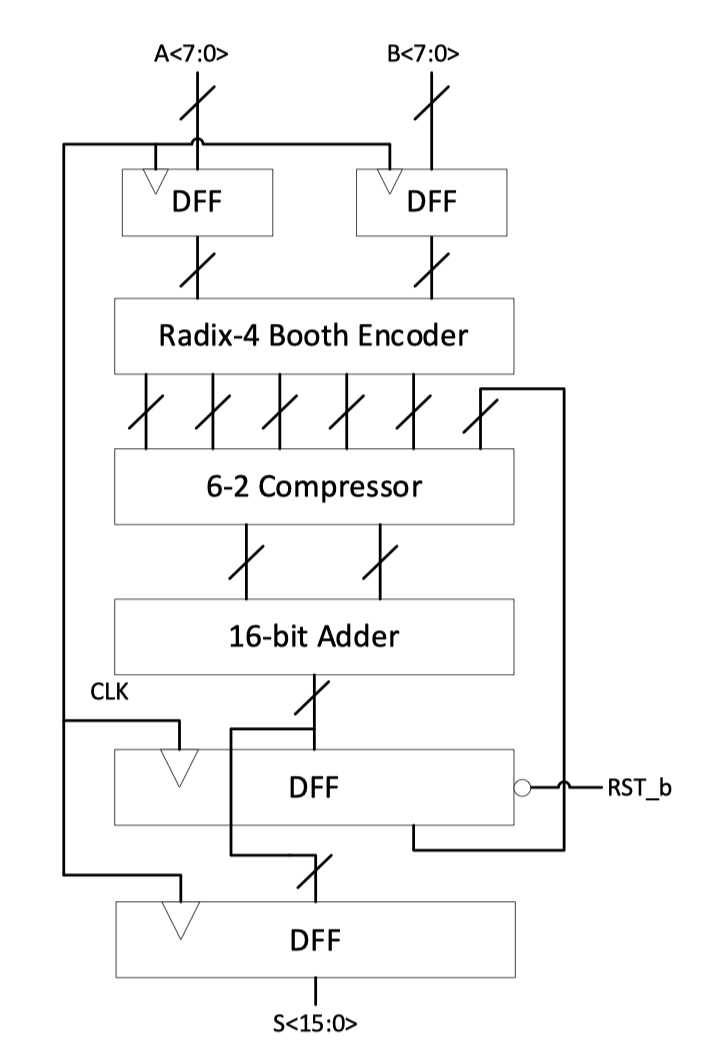 A<7:0>
B<7:0>
DFF
DFF
Radix-4 Booth Encoder
6-2 Compressor
16-bit Adder
CLK
DFF
RST_b
DFF
S<15:0>